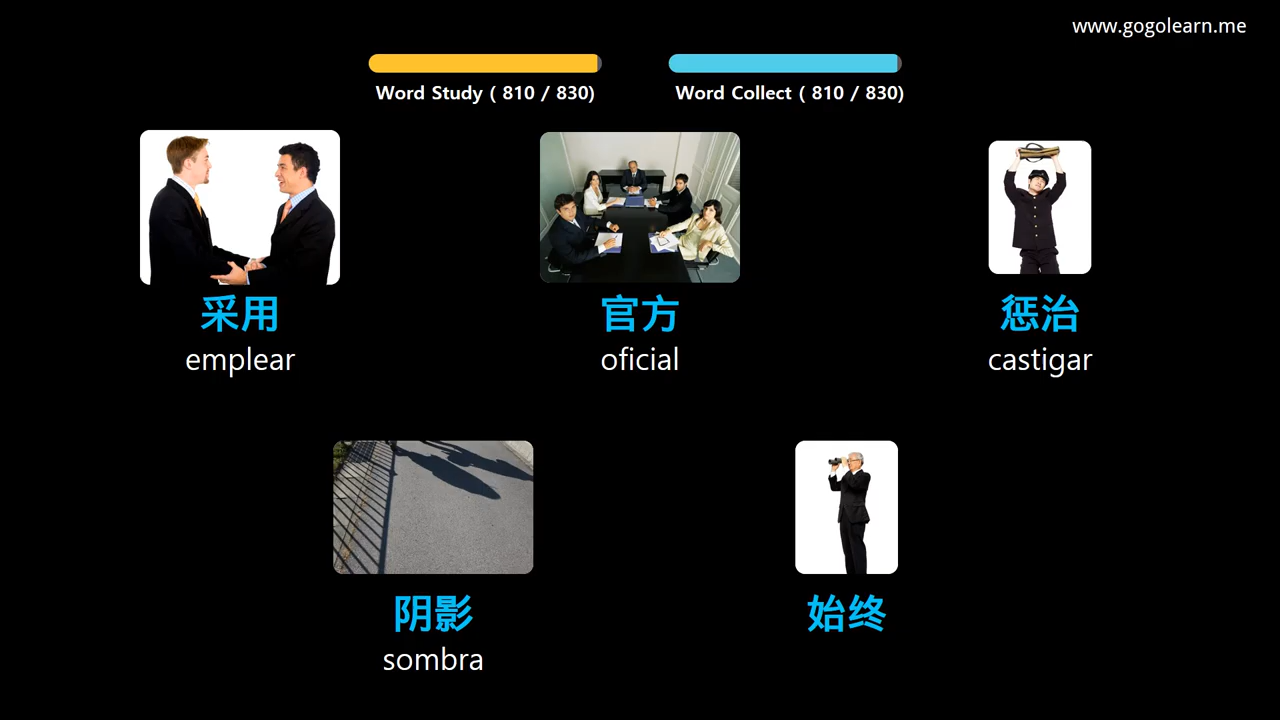 www.gogolearn.me
Word Study ( 810 / 830)
Word Collect ( 810 / 830)
采用
emplear
官方
oficial
惩治
castigar
阴影
sombra
始终